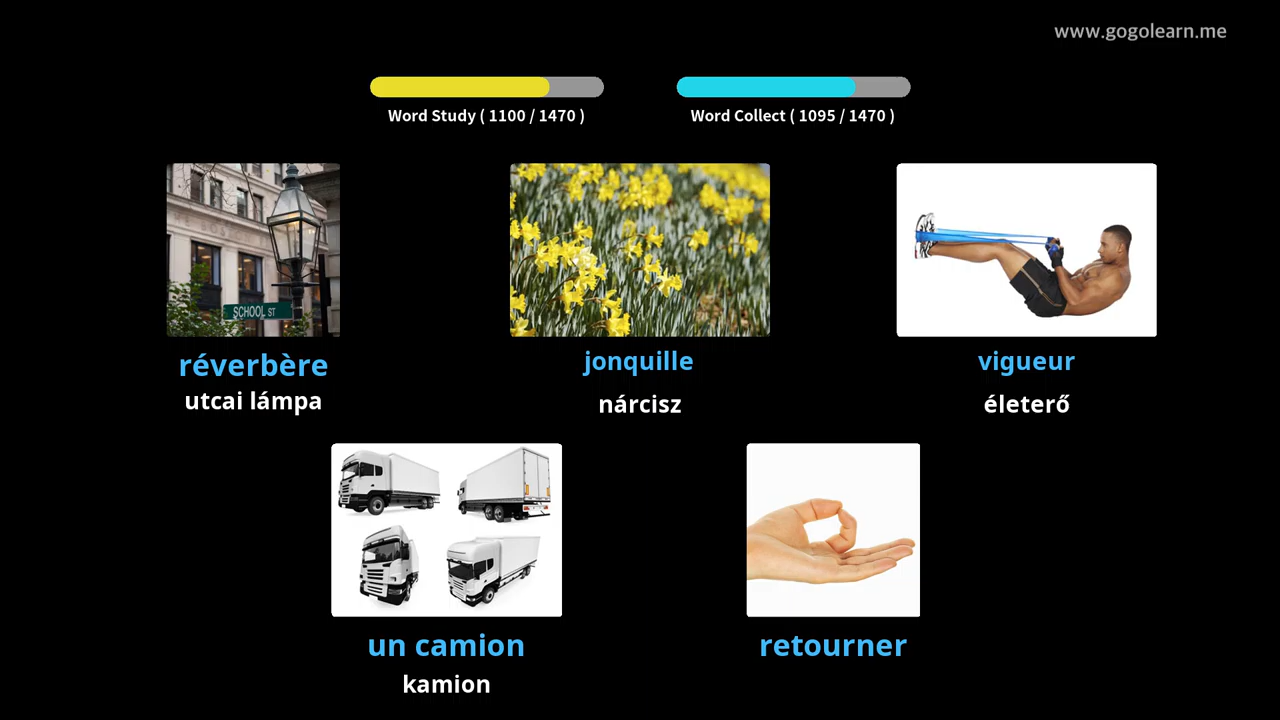 www.gogolearn.me
Word Study ( 1100 / 1470 )
Word Collect ( 1095 / 1470 )
SCHOOL ST
réverbère
utcai lámpa
jonquille
nárcisz
vigueur
életerő
un camion
kamion
retourner